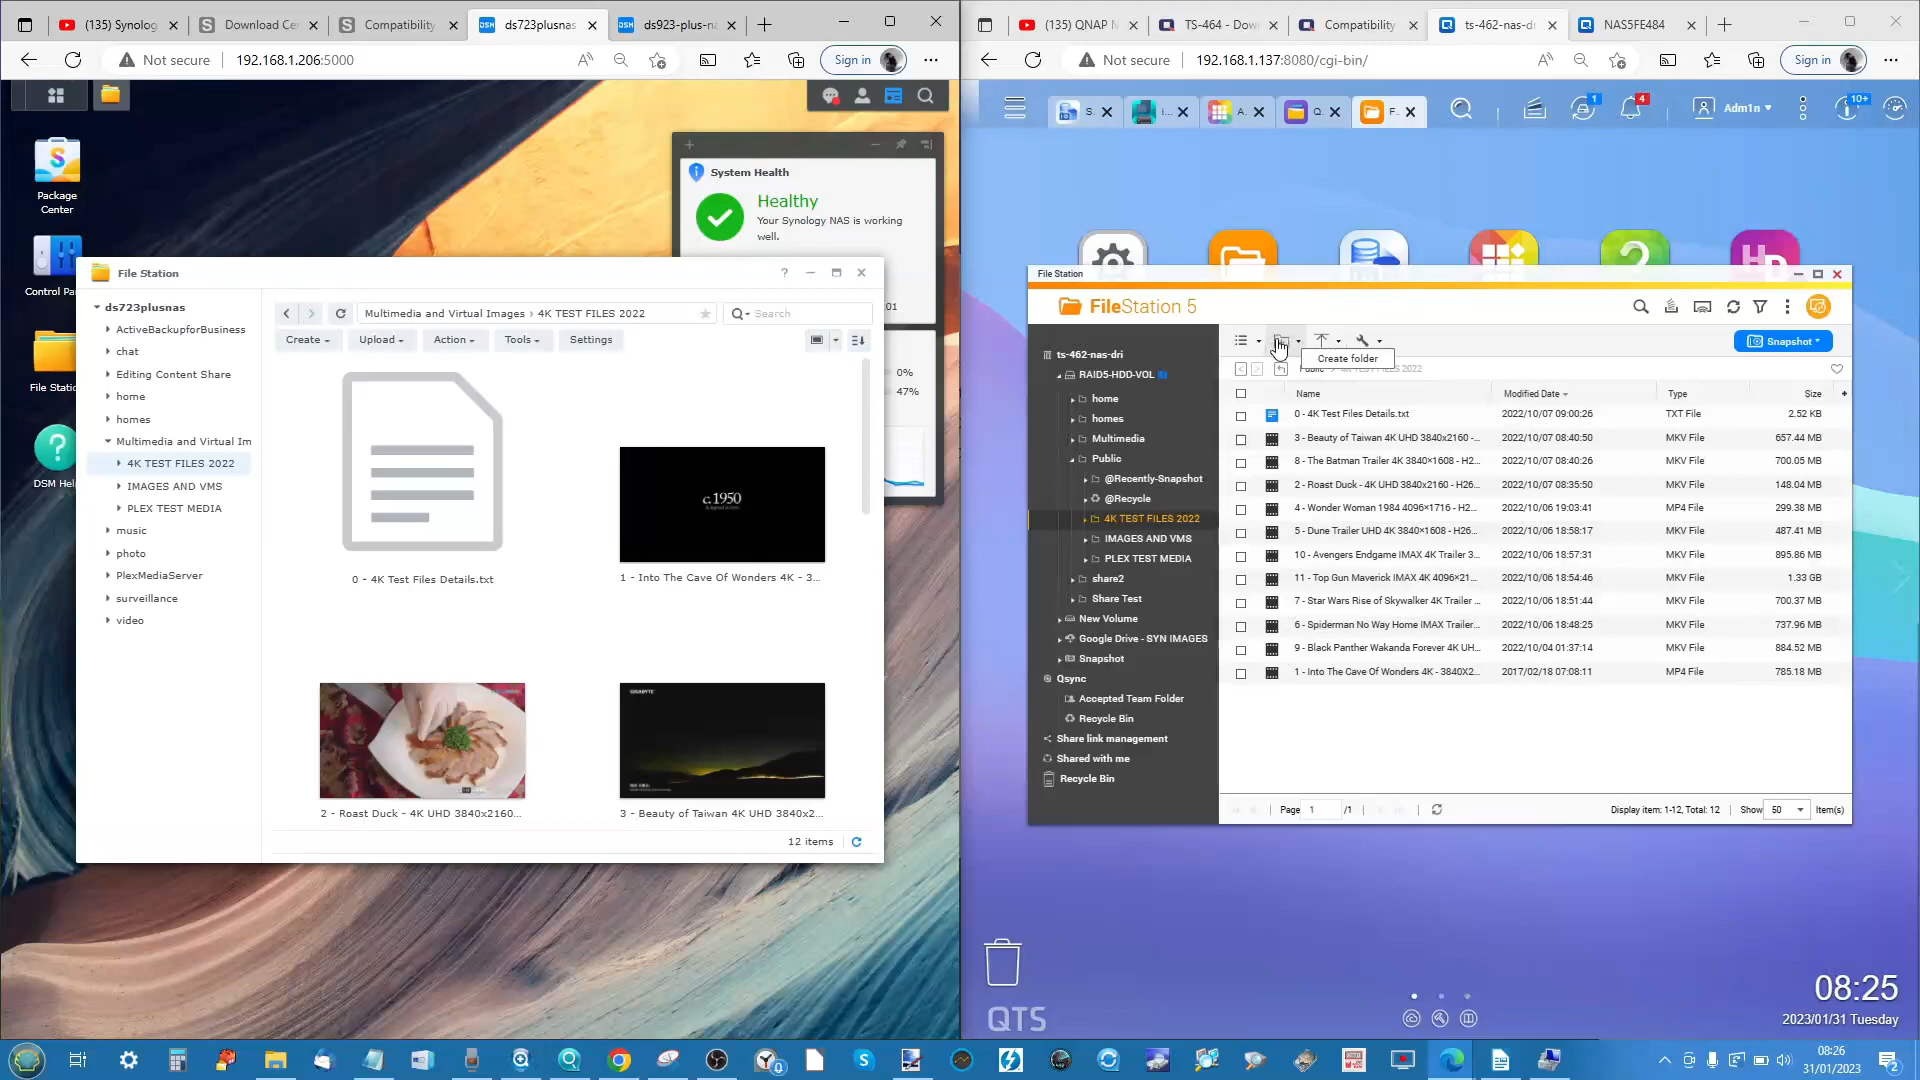 (135) Synolog
Download Cen
Compatibility
ds723plusnas
ds923-plus-na
Not secure
192.168.1.206:5000
Sign in
Package
Center
Control Pa
File Stati
DSM Hel
System Health
Healthy
Your Synology NAS is working
well.
01
0%
47%
File Station
ds723plusnas
ActiveBackupforBusiness
chat
Editing Content Share
home
homes
Multimedia and Virtual Im
4K TEST FILES 2022
IMAGES AND VMS
PLEX TEST MEDIA
music
photo
PlexMediaServer
surveillance
video
Multimedia and Virtual Images › 4K TEST FILES 2022
Search
Create
Upload
Action
Tools
Settings
c.1950
0 - 4K Test Files Details.txt
1 - Into The Cave Of Wonders 4K - 3...
GIGABYTE
2 - Roast Duck - 4K UHD 3840x2160...
3 - Beauty of Taiwan 4K UHD 3840x2...
12 items
(135) QNAP N
TS-464 - Dow
Compatibility
ts-462-nas-dr
NAS5FE484
Not secure
192.168.1.137:8080/cgi-bin/
Sign in
S.
i...
A.
Q.
F.
1
4
Adm1n
10+
File Station
FileStation 5
Create folder
Snapshot
Public
4K TEST FILES 2022
ts-462-nas-dri
RAID5-HDD-VOL
home
homes
Multimedia
Public
@Recently-Snapshot
@Recycle
4K TEST FILES 2022
IMAGES AND VMS
PLEX TEST MEDIA
share2
Share Test
New Volume
Google Drive - SYN IMAGES
Snapshot
Qsync
Accepted Team Folder
Recycle Bin
Share link management
Shared with me
Recycle Bin
Name Modified Date Type Size
0 - 4K Test Files Details.txt 2022/10/07 09:00:26 TXT File 2.52 KB
3 - Beauty of Taiwan 4K UHD 3840x2160 -... 2022/10/07 08:40:50 MKV File 657.44 MB
8 - The Batman Trailer 4K 3840×1608 - H2... 2022/10/07 08:40:26 MKV File 700.05 MB
2 - Roast Duck - 4K UHD 3840x2160 - H26... 2022/10/07 08:35:50 MKV File 148.04 MB
4 - Wonder Woman 1984 4096×1716 - H2... 2022/10/06 19:03:41 MP4 File 299.38 MB
5 - Dune Trailer UHD 4K 3840×1608 - H26... 2022/10/06 18:58:17 MKV File 487.41 MB
10 - Avengers Endgame IMAX 4K Trailer 3... 2022/10/06 18:57:31 MKV File 895.86 MB
11 - Top Gun Maverick IMAX 4K 4096×21... 2022/10/06 18:54:46 MKV File 1.33 GB
7 - Star Wars Rise of Skywalker 4K Trailer ... 2022/10/06 18:51:44 MKV File 700.37 MB
6 - Spiderman No Way Home IMAX Trailer... 2022/10/06 18:48:25 MKV File 737.96 MB
9 - Black Panther Wakanda Forever 4K UH... 2022/10/04 01:37:14 MKV File 884.52 MB
1 - Into The Cave Of Wonders 4K - 3840X2... 2017/02/18 07:08:11 MP4 File 785.18 MB
Page 1 /1
Display item: 1-12, Total: 12
Show 50 Item(s)
QTS
08:25
2023/01/31 Tuesday
08:26
31/01/2023
2